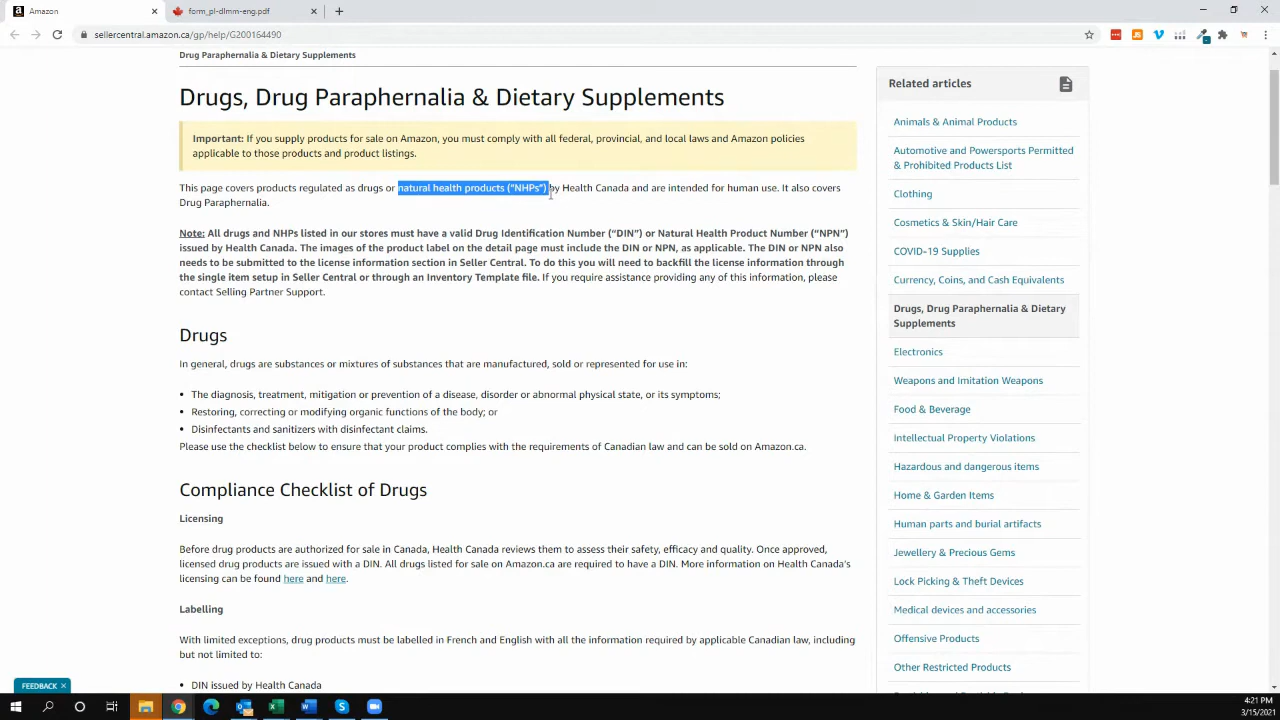 Amazon
form_pl-dlmm-eng.pdf
sellercentral.amazon.ca/gp/help/G200164490
Drug Paraphernalia & Dietary Supplements
Drugs, Drug Paraphernalia & Dietary Supplements
Important: If you supply products for sale on Amazon, you must comply with all federal, provincial, and local laws and Amazon policies
applicable to those products and product listings.
This page covers products regulated as drugs or natural health products ("NHPs") by Health Canada and are intended for human use. It also covers
Drug Paraphernalia.
Note: All drugs and NHPs listed in our stores must have a valid Drug Identification Number ("DIN") or Natural Health Product Number ("NPN")
issued by Health Canada. The images of the product label on the detail page must include the DIN or NPN, as applicable. The DIN or NPN also
needs to be submitted to the license information section in Seller Central. To do this you will need to backfill the license information through
the single item setup in Seller Central or through an Inventory Template file. If you require assistance providing any of this information, please
contact Selling Partner Support.
Drugs
In general, drugs are substances or mixtures of substances that are manufactured, sold or represented for use in:
• The diagnosis, treatment, mitigation or prevention of a disease, disorder or abnormal physical state, or its symptoms;
• Restoring, correcting or modifying organic functions of the body; or
• Disinfectants and sanitizers with disinfectant claims.
Please use the checklist below to ensure that your product complies with the requirements of Canadian law and can be sold on Amazon.ca.
Compliance Checklist of Drugs
Licensing
Before drug products are authorized for sale in Canada, Health Canada reviews them to assess their safety, efficacy and quality. Once approved,
licensed drug products are issued with a DIN. All drugs listed for sale on Amazon.ca are required to have a DIN. More information on Health Canada's
licensing can be found here and here.
Labelling
With limited exceptions, drug products must be labelled in French and English with all the information required by applicable Canadian law, including
but not limited to:
• DIN issued by Health Canada
Related articles
Animals & Animal Products
Automotive and Powersports Permitted
& Prohibited Products List
Clothing
Cosmetics & Skin/Hair Care
COVID-19 Supplies
Currency, Coins, and Cash Equivalents
Drugs, Drug Paraphernalia & Dietary
Supplements
Electronics
Weapons and Imitation Weapons
Food & Beverage
Intellectual Property Violations
Hazardous and dangerous items
Home & Garden Items
Human parts and burial artifacts
Jewellery & Precious Gems
Lock Picking & Theft Devices
Medical devices and accessories
Offensive Products
Other Restricted Products
FEEDBACK
4:21 PM
3/15/2021